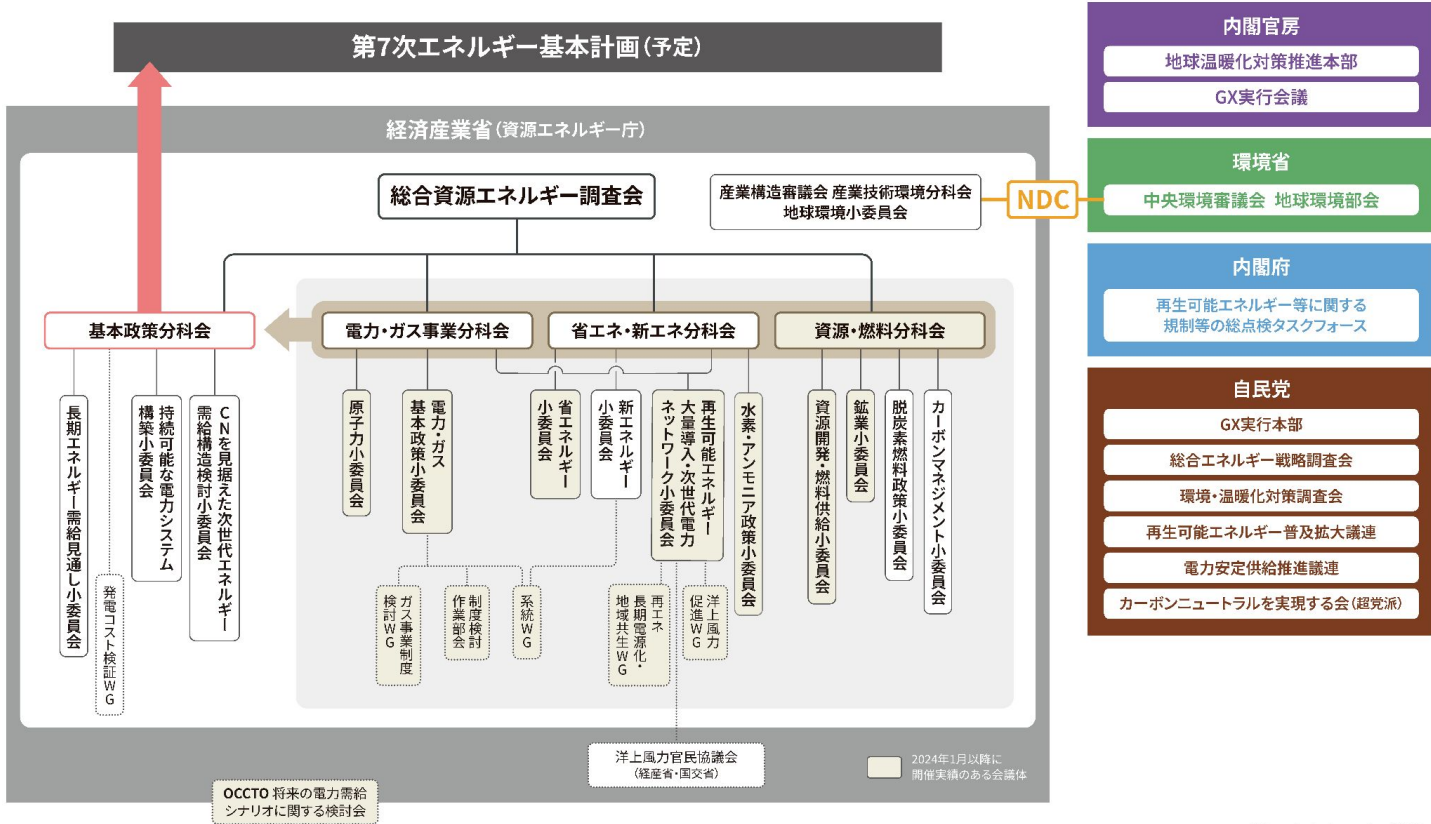 第7次エネルギー基本計画(予定)
経済産業省(資源エネルギー庁)
総合資源エネルギー調査会
産業構造審議会 産業技術環境分科会
地球環境小委員会
NDC
基本政策分科会
電力・ガス事業分科会
省エネ・新エネ分科会
資源・燃料分科会
長期エネルギー需給見通し小委員会
発電コスト検証WG
持続可能な電力システム
構築小委員会
CNを見据えた次世代エネルギー
需給構造検討小委員会
原子力小委員会
電力・ガス
基本政策小委員会
省エネルギー
小委員会
新エネルギー
小委員会
再生可能エネルギー
大量導入・次世代電力
ネットワーク小委員会
水素・アンモニア政策小委員会
資源開発・燃料供給小委員会
鉱業小委員会
脱炭素燃料政策小委員会
カーボンマネジメント小委員会
ガス事業制度
検討WG
制度検討
作業部会
系統WG
再エネ
長期電源化・
地域共生WG
洋上風力
促進WG
洋上風力官民協議会
(経産省・国交省)
2024年1月以降に
開催実績のある会議体
OCCTO 将来の電力需給
シナリオに関する検討会
内閣官房
地球温暖化対策推進本部
GX実行会議
環境省
中央環境審議会 地球環境部会
内閣府
再生可能エネルギー等に関する
規制等の総点検タスクフォース
自民党
GX実行本部
総合エネルギー戦略調査会
環境・温暖化対策調査会
再生可能エネルギー普及拡大議連
電力安定供給推進議連
カーボンニュートラルを実現する会(超党派)